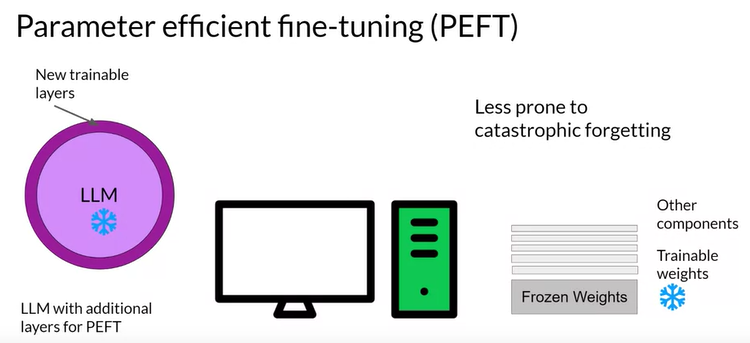 Parameter efficient fine-tuning (PEFT)
New trainable
layers
Less prone to
catastrophic forgetting
LLM
Other
components
Trainable
weights
Frozen Weights
LLM with additional
layers for PEFT